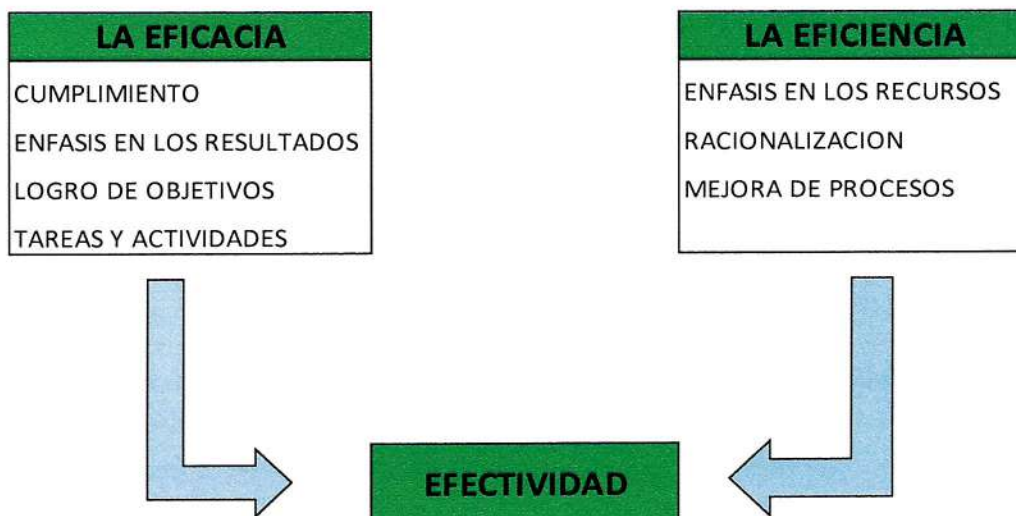 LA EFICACIA
CUMPLIMIENTO
ENFASIS EN LOS RESULTADOS
LOGRO DE OBJETIVOS
TAREAS Y ACTIVIDADES
LA EFICIENCIA
ENFASIS EN LOS RECURSOS
RACIONALIZACION
MEJORA DE PROCESOS
EFECTIVIDAD